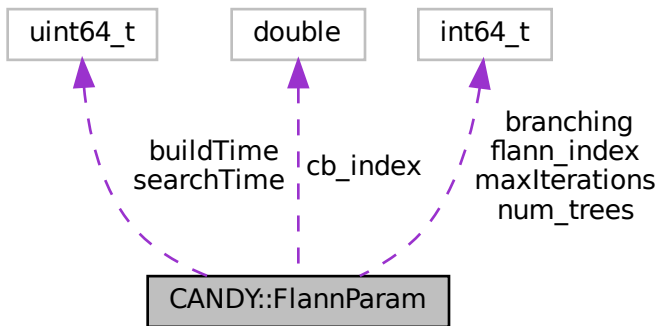 uint64_t
double
int64_t
buildTime
searchTime
cb_index
branching
flann_index
maxIterations
num_trees
CANDY::FlannParam